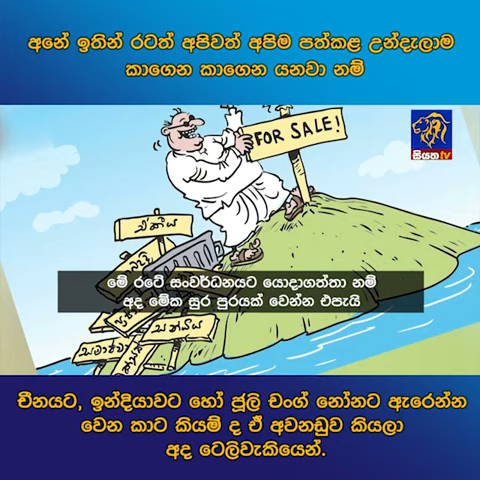 අනේ ඉතින් රටත් අපිවත් අපිම පත්කළ උන්දැලාම
කාගෙන කාගෙන යනවා නම්
FOR SALE!
සියත tv
ඒකීය
මේ රටේ සංවර්ධනයට යොදාගත්තා නම්
අද මේක සුර පුරයක් වෙන්න එපැයි
චීනයට, ඉන්දියාවට හෝ ජූලි චංග් නෝනට ඇරෙන්න
වෙන කාට කියම් ද ඒ අවනඩුව කියලා
අද ටෙලිවැකියෙන්.